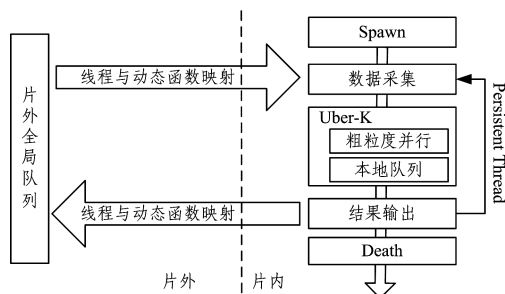 Spawn
片外全局队列
线程与动态函数映射
数据采集
Uber-K
粗粒度并行
本地队列
Persistent Thread
线程与动态函数映射
结果输出
Death
片外
片内